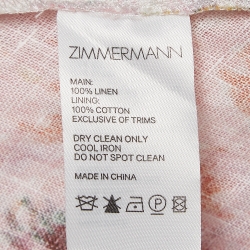 ZIMMERMANN
MAIN:
100% LINEN
LINING:
100% COTTON
EXCLUSIVE OF TRIMS
DRY CLEAN ONLY
COOL IRON
DO NOT SPOT CLEAN
MADE IN CHINA
P